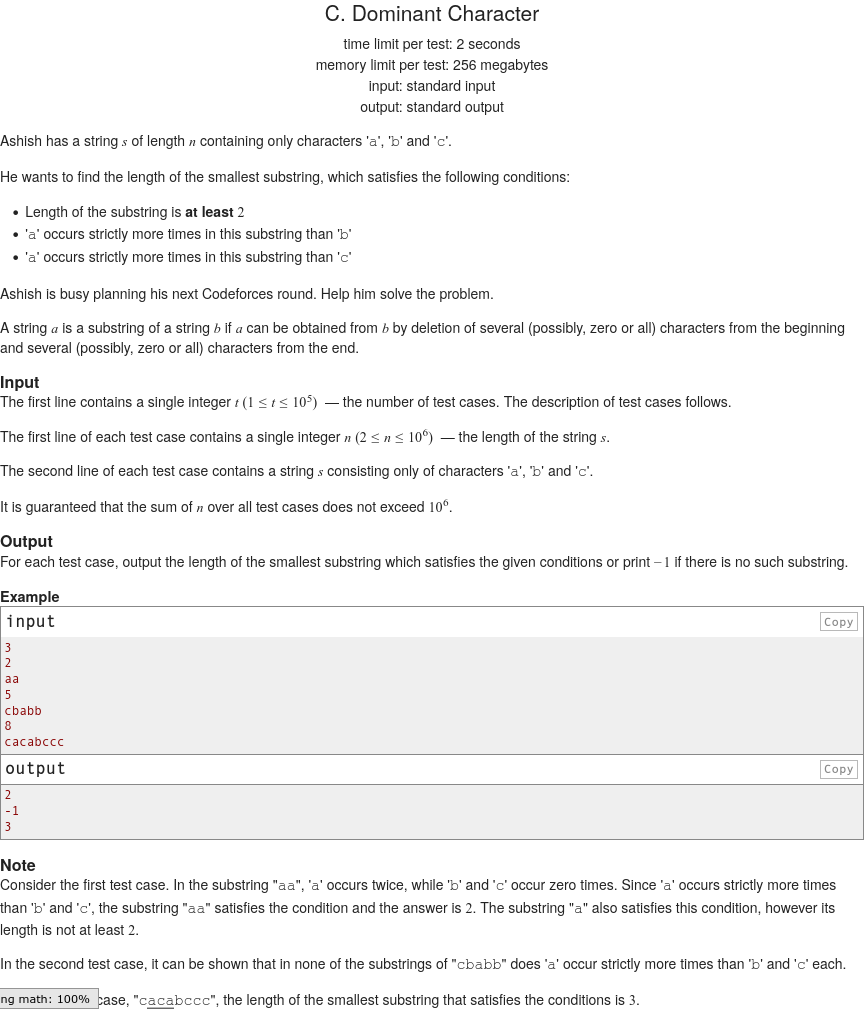 C. Dominant Character
time limit per test: 2 seconds
memory limit per test: 256 megabytes
input: standard input
output: standard output
Ashish has a string s of length n containing only characters 'a', 'b' and 'c'.
He wants to find the length of the smallest substring, which satisfies the following conditions:
• Length of the substring is at least 2
• 'a' occurs strictly more times in this substring than 'b'
• 'a' occurs strictly more times in this substring than 'c'
Ashish is busy planning his next Codeforces round. Help him solve the problem.
A string a is a substring of a string b if a can be obtained from b by deletion of several (possibly, zero or all) characters from the beginning
and several (possibly, zero or all) characters from the end.
Input
The first line contains a single integer t (1 ≤ t ≤ 10⁵) — the number of test cases. The description of test cases follows.
The first line of each test case contains a single integer n (2 ≤ n ≤ 10⁶) — the length of the string s.
The second line of each test case contains a string s consisting only of characters 'a', 'b' and 'c'.
It is guaranteed that the sum of n over all test cases does not exceed 10⁶.
Output
For each test case, output the length of the smallest substring which satisfies the given conditions or print −1 if there is no such substring.
Example
input Copy
3
2
aa
5
cbabb
8
cacabccc
output Copy
2
-1
3
Note
Consider the first test case. In the substring "aa", 'a' occurs twice, while 'b' and 'c' occur zero times. Since 'a' occurs strictly more times
than 'b' and 'c', the substring "aa" satisfies the condition and the answer is 2. The substring "a" also satisfies this condition, however its
length is not at least 2.
In the second test case, it can be shown that in none of the substrings of "cbabb" does 'a' occur strictly more times than 'b' and 'c' each.
ng math: 100% case, "cacabccc", the length of the smallest substring that satisfies the conditions is 3.